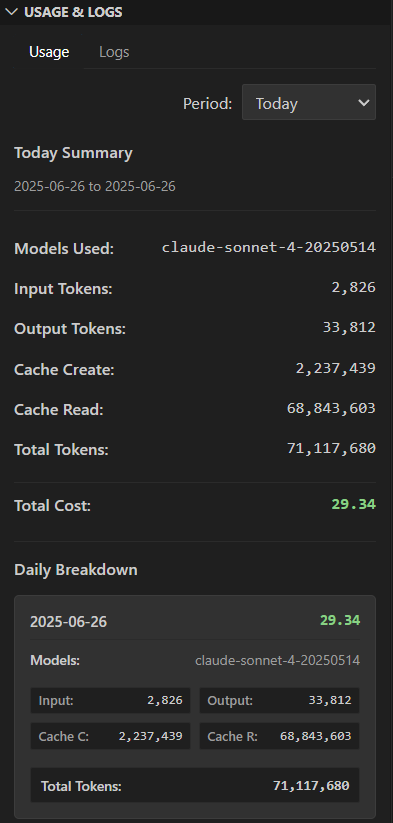 USAGE & LOGS
Usage Logs
Period: Today
Today Summary
2025-06-26 to 2025-06-26
Models Used: claude-sonnet-4-20250514
Input Tokens: 2,826
Output Tokens: 33,812
Cache Create: 2,237,439
Cache Read: 68,843,603
Total Tokens: 71,117,680
Total Cost: 29.34
Daily Breakdown
2025-06-26 29.34
Models: claude-sonnet-4-20250514
Input: 2,826 Output: 33,812
Cache C: 2,237,439 Cache R: 68,843,603
Total Tokens: 71,117,680